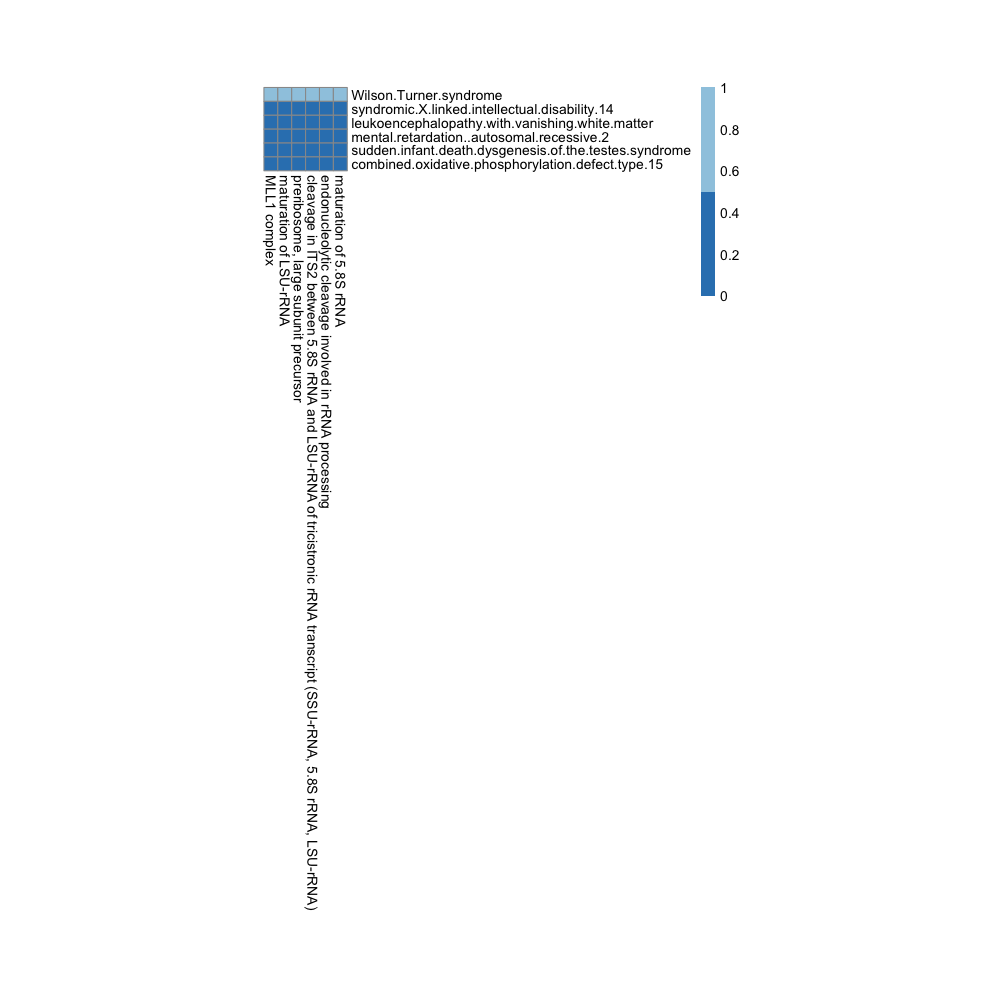 Wilson.Turner.syndrome
syndromic.X.linked.intellectual.disability.14
leukoencephalopathy.with.vanishing.white.matter
mental.retardation..autosomal.recessive.2
sudden.infant.death.dysgenesis.of.the.testes.syndrome
combined.oxidative.phosphorylation.defect.type.15
1
0.8
0.6
0.4
0.2
0
MLL1 complex
maturation of LSU-rRNA
preribosome, large subunit precursor
cleavage in ITS2 between 5.8S rRNA and LSU-rRNA of tricistronic rRNA transcript (SSU-rRNA, 5.8S rRNA, LSU-rRNA)
endonucleolytic cleavage involved in rRNA processing
maturation of 5.8S rRNA